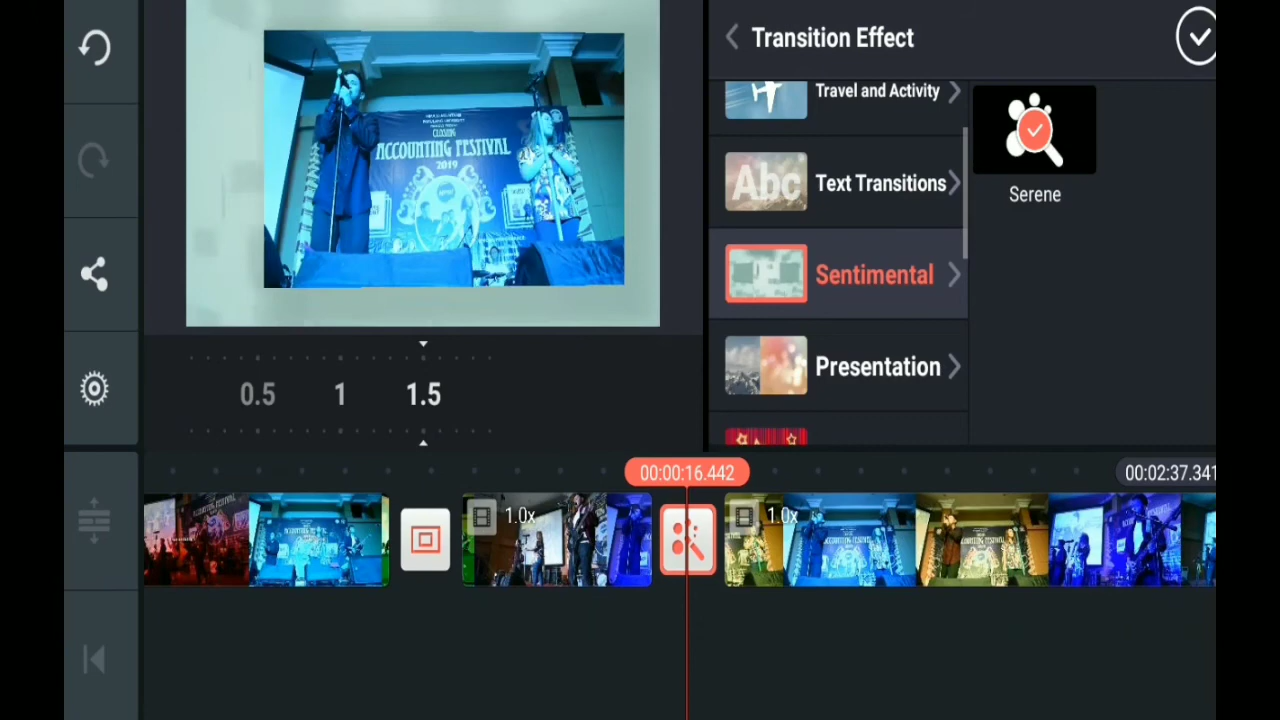 Transition Effect
Travel and Activity
Abc
Text Transitions
Sentimental
Presentation
Serene
CLOSING
ACCOUNTING FESTIVAL
2019
0.5
1
1.5
00:00:16.442
00:02:37.341
1.0x
1.0x